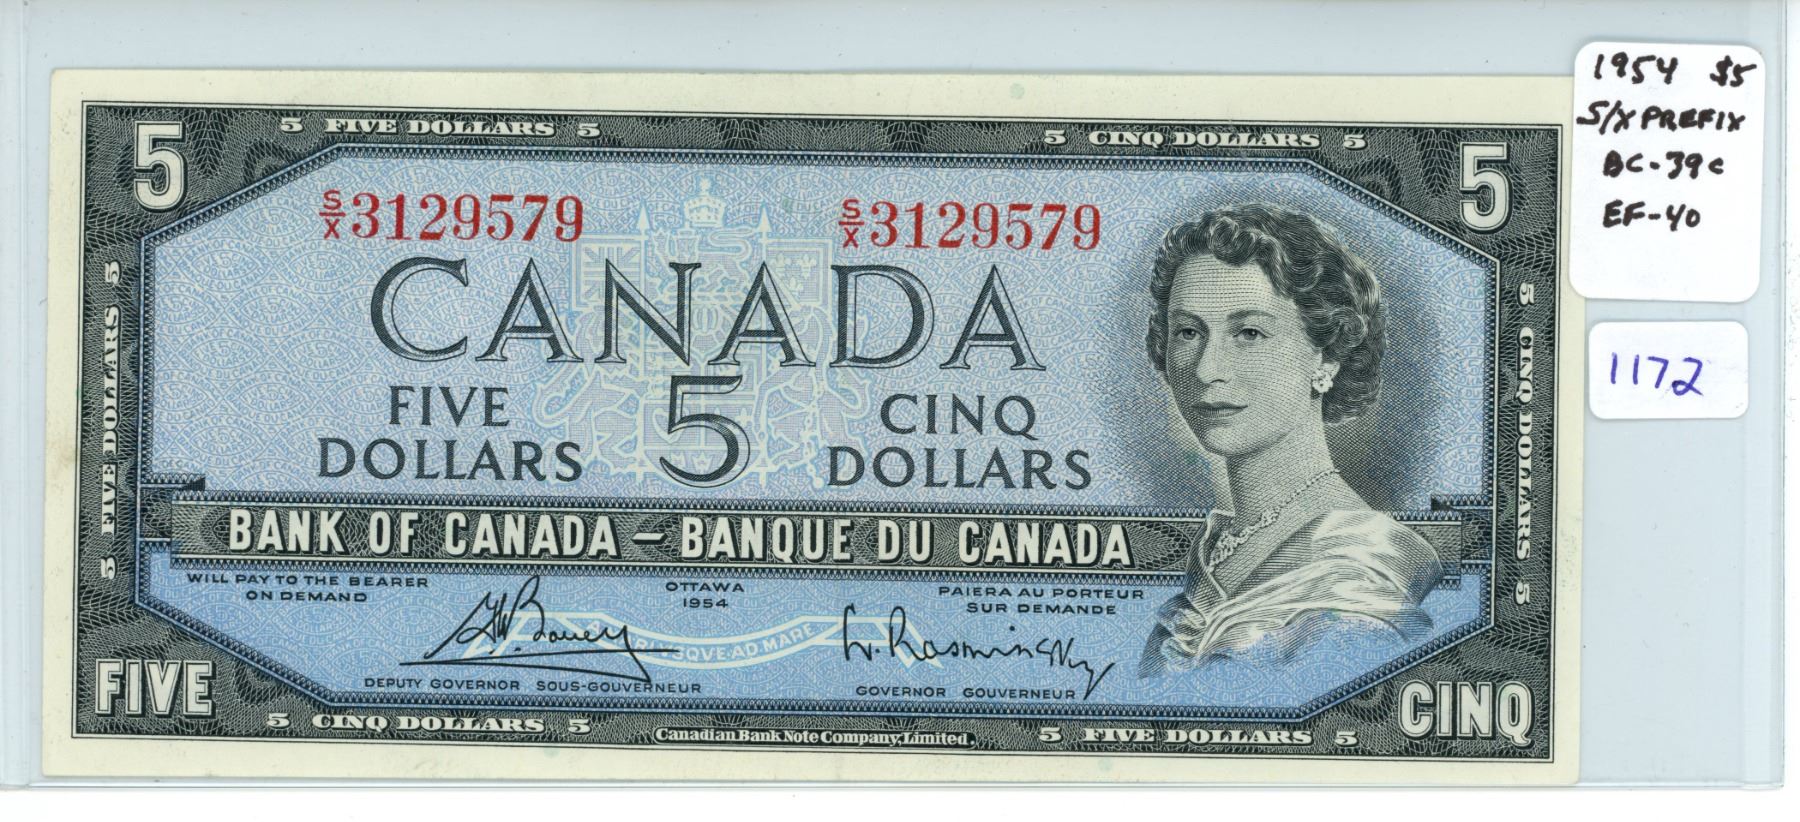 1954 $5
S/X PREFIX
BC-39c
EF-40
1172
5 FIVE DOLLARS 5
5 CINQ DOLLARS 5
5
5
S/X 3129579
S/X 3129579
CANADA
FIVE DOLLARS
5
CINQ DOLLARS
5 FIVE DOLLARS 5
5 CINQ DOLLARS 5
BANK OF CANADA – BANQUE DU CANADA
WILL PAY TO THE BEARER
ON DEMAND
OTTAWA
1954
PAIERA AU PORTEUR
SUR DEMANDE
L. Rasminsky
DEPUTY GOVERNOR SOUS-GOUVERNEUR
GOVERNOR GOUVERNEUR
FIVE
CINQ
5 CINQ DOLLARS 5
Canadian Bank Note Company, Limited.
5 FIVE DOLLARS 5